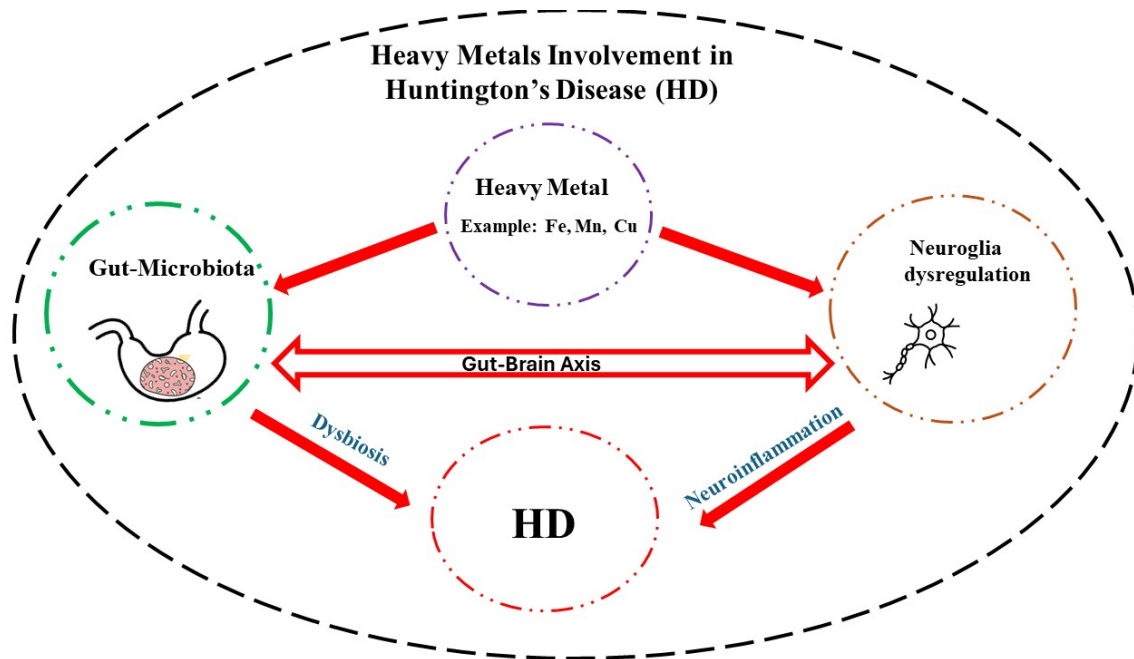 Heavy Metals Involvement in
Huntington's Disease (HD)
Heavy Metal
Example: Fe, Mn, Cu
Gut-Microbiota
Neuroglia
dysregulation
Gut-Brain Axis
Dysbiosis
Neuroinflammation
HD